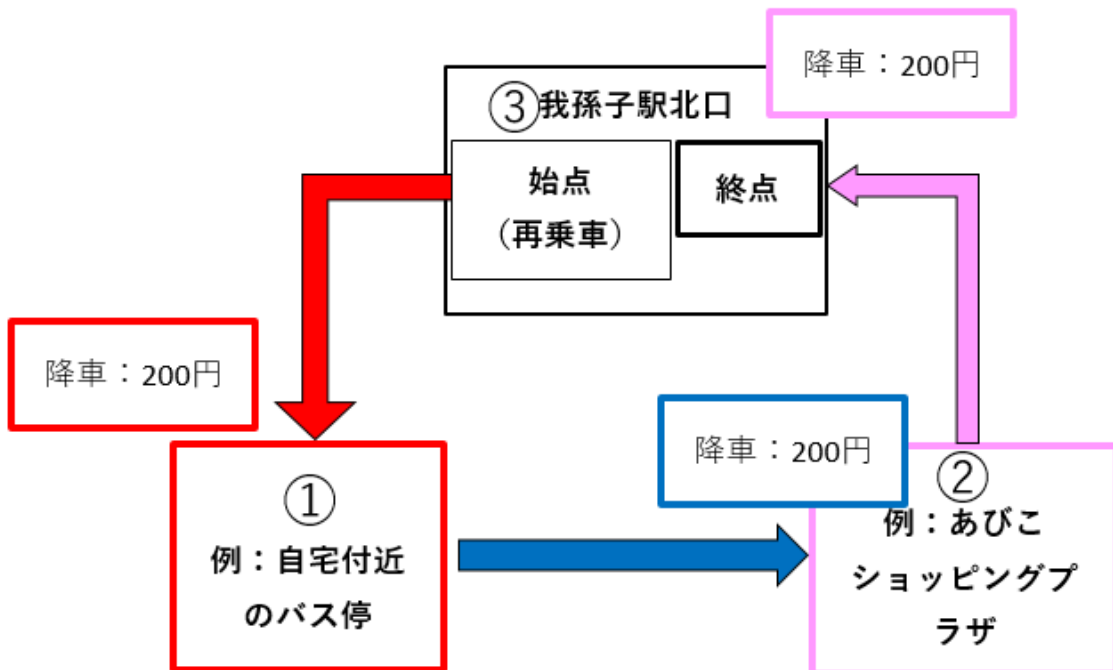 降車：200円
③我孫子駅北口
始点
（再乗車）
終点
降車：200円
降車：200円
①
例：自宅付近
のバス停
②
例：あびこ
ショッピングプ
ラザ